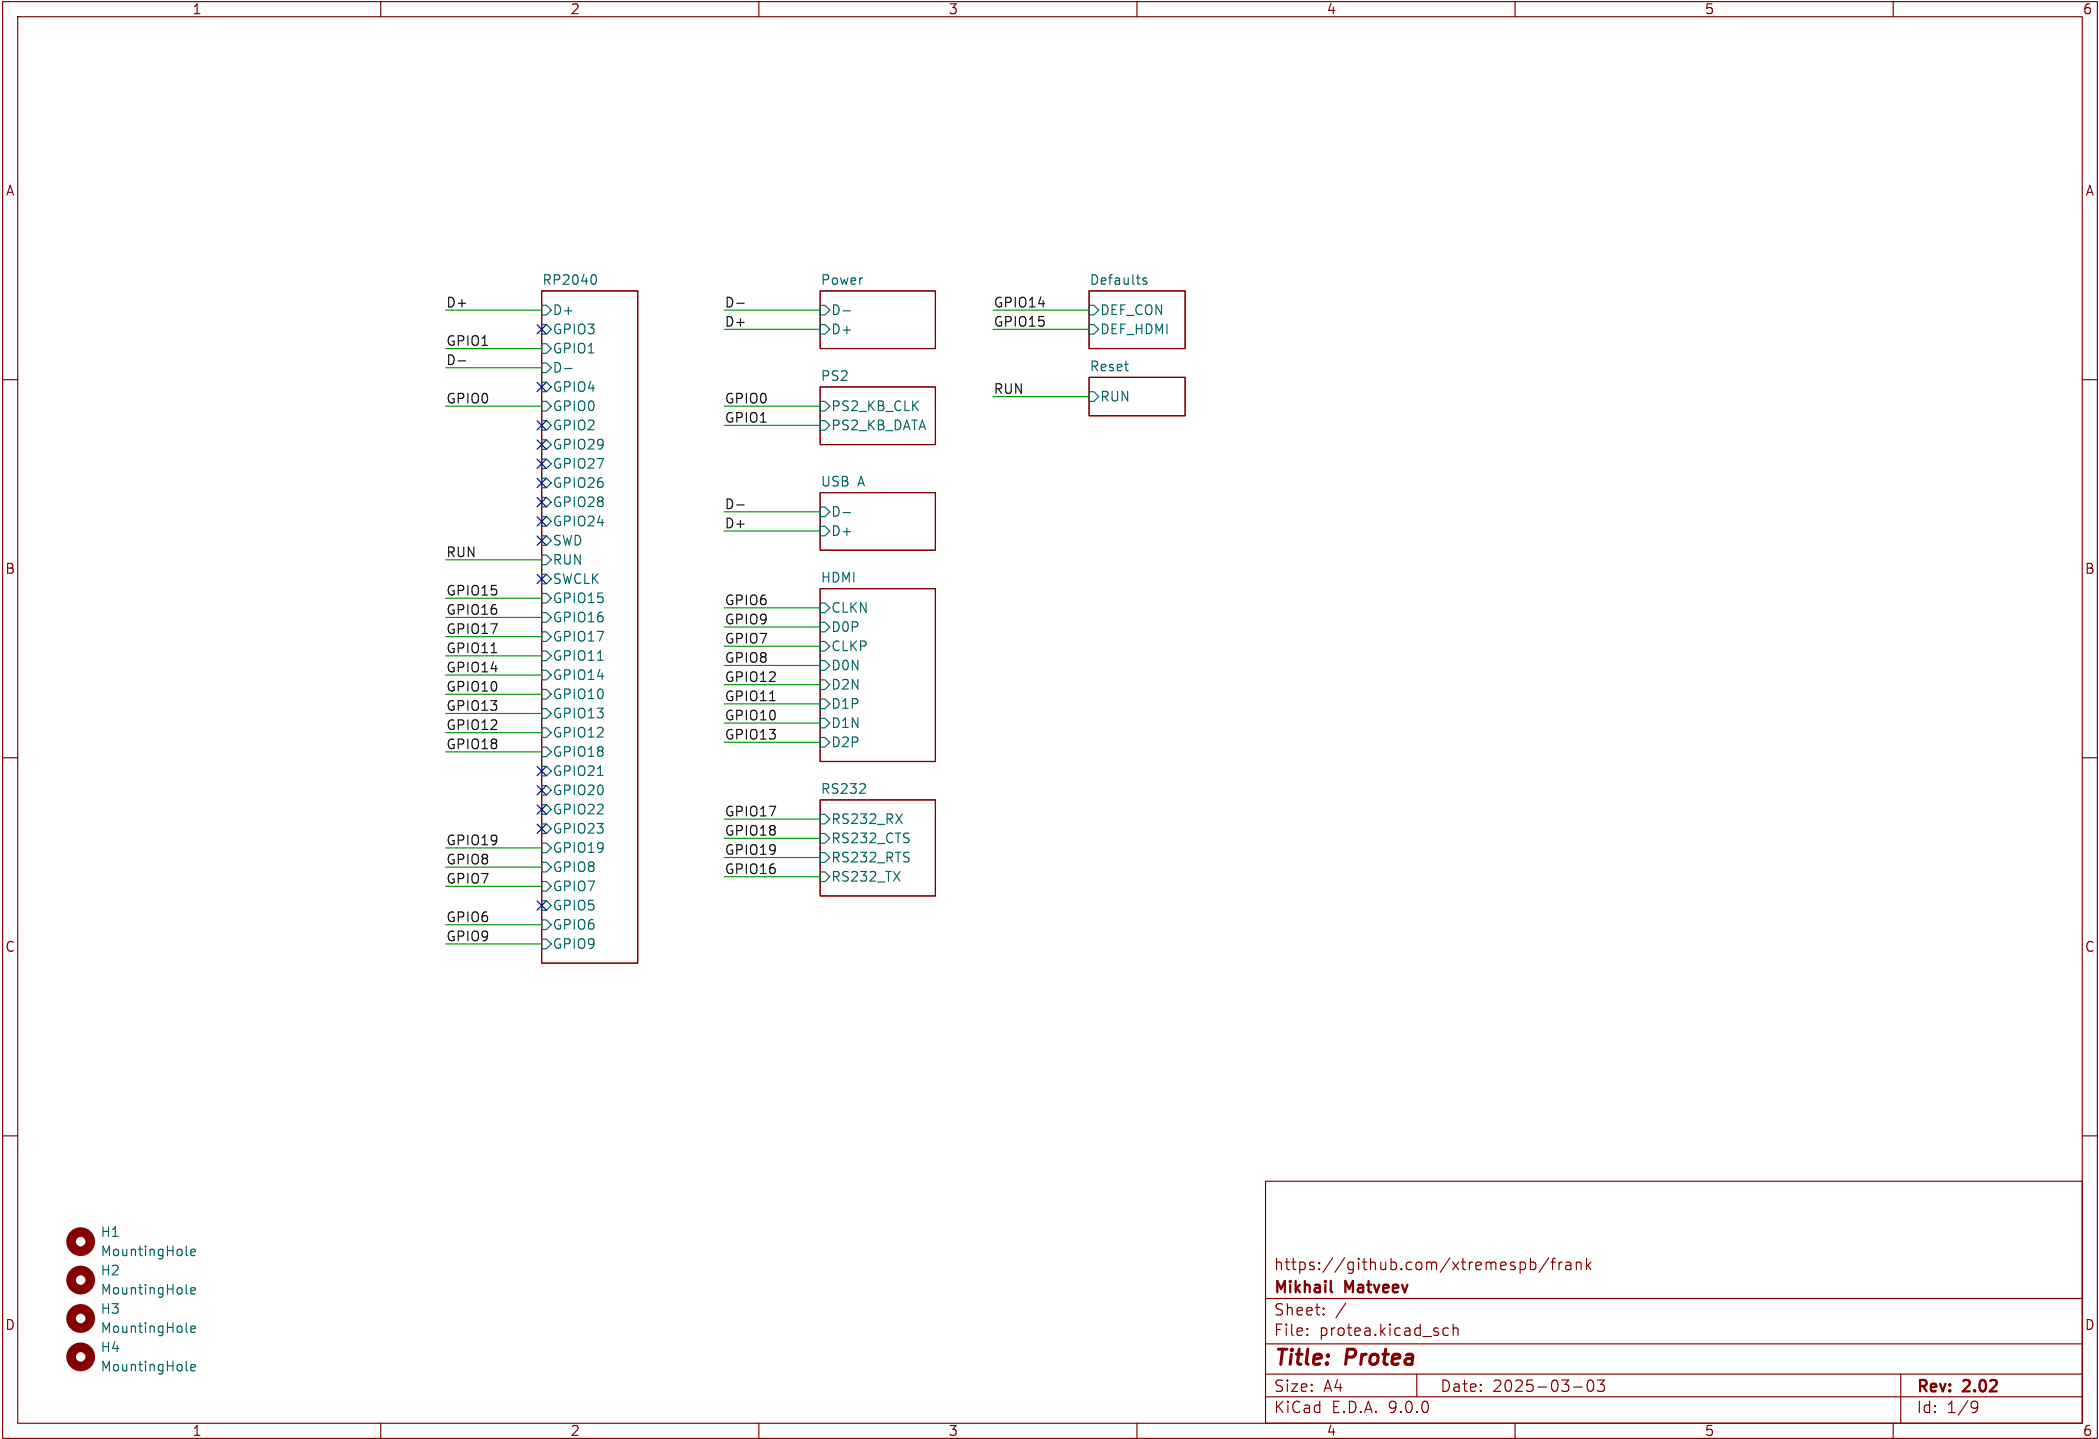 1 2 3 4 5 6
A A
B B
C C
D D
RP2040
D+ D+
GPIO3
GPIO1 GPIO1
D- D-
GPIO4
GPIO0 GPIO0
GPIO2
GPIO29
GPIO27
GPIO26
GPIO28
GPIO24
SWD
RUN RUN
SWCLK
GPIO15 GPIO15
GPIO16 GPIO16
GPIO17 GPIO17
GPIO11 GPIO11
GPIO14 GPIO14
GPIO10 GPIO10
GPIO13 GPIO13
GPIO12 GPIO12
GPIO18 GPIO18
GPIO21
GPIO20
GPIO22
GPIO23
GPIO19 GPIO19
GPIO8 GPIO8
GPIO7 GPIO7
GPIO5
GPIO6 GPIO6
GPIO9 GPIO9
Power
D- D-
D+ D+
PS2
GPIO0 PS2_KB_CLK
GPIO1 PS2_KB_DATA
USB A
D- D-
D+ D+
HDMI
GPIO6 CLKN
GPIO9 D0P
GPIO7 CLKP
GPIO8 D0N
GPIO12 D2N
GPIO11 D1P
GPIO10 D1N
GPIO13 D2P
RS232
GPIO17 RS232_RX
GPIO18 RS232_CTS
GPIO19 RS232_RTS
GPIO16 RS232_TX
Defaults
GPIO14 DEF_CON
GPIO15 DEF_HDMI
Reset
RUN RUN
H1
MountingHole
H2
MountingHole
H3
MountingHole
H4
MountingHole
https://github.com/xtremespb/frank
Mikhail Matveev
Sheet: /
File: protea.kicad_sch
Title: Protea
Size: A4 Date: 2025-03-03 Rev: 2.02
KiCad E.D.A. 9.0.0 Id: 1/9
1 2 3 4 5 6